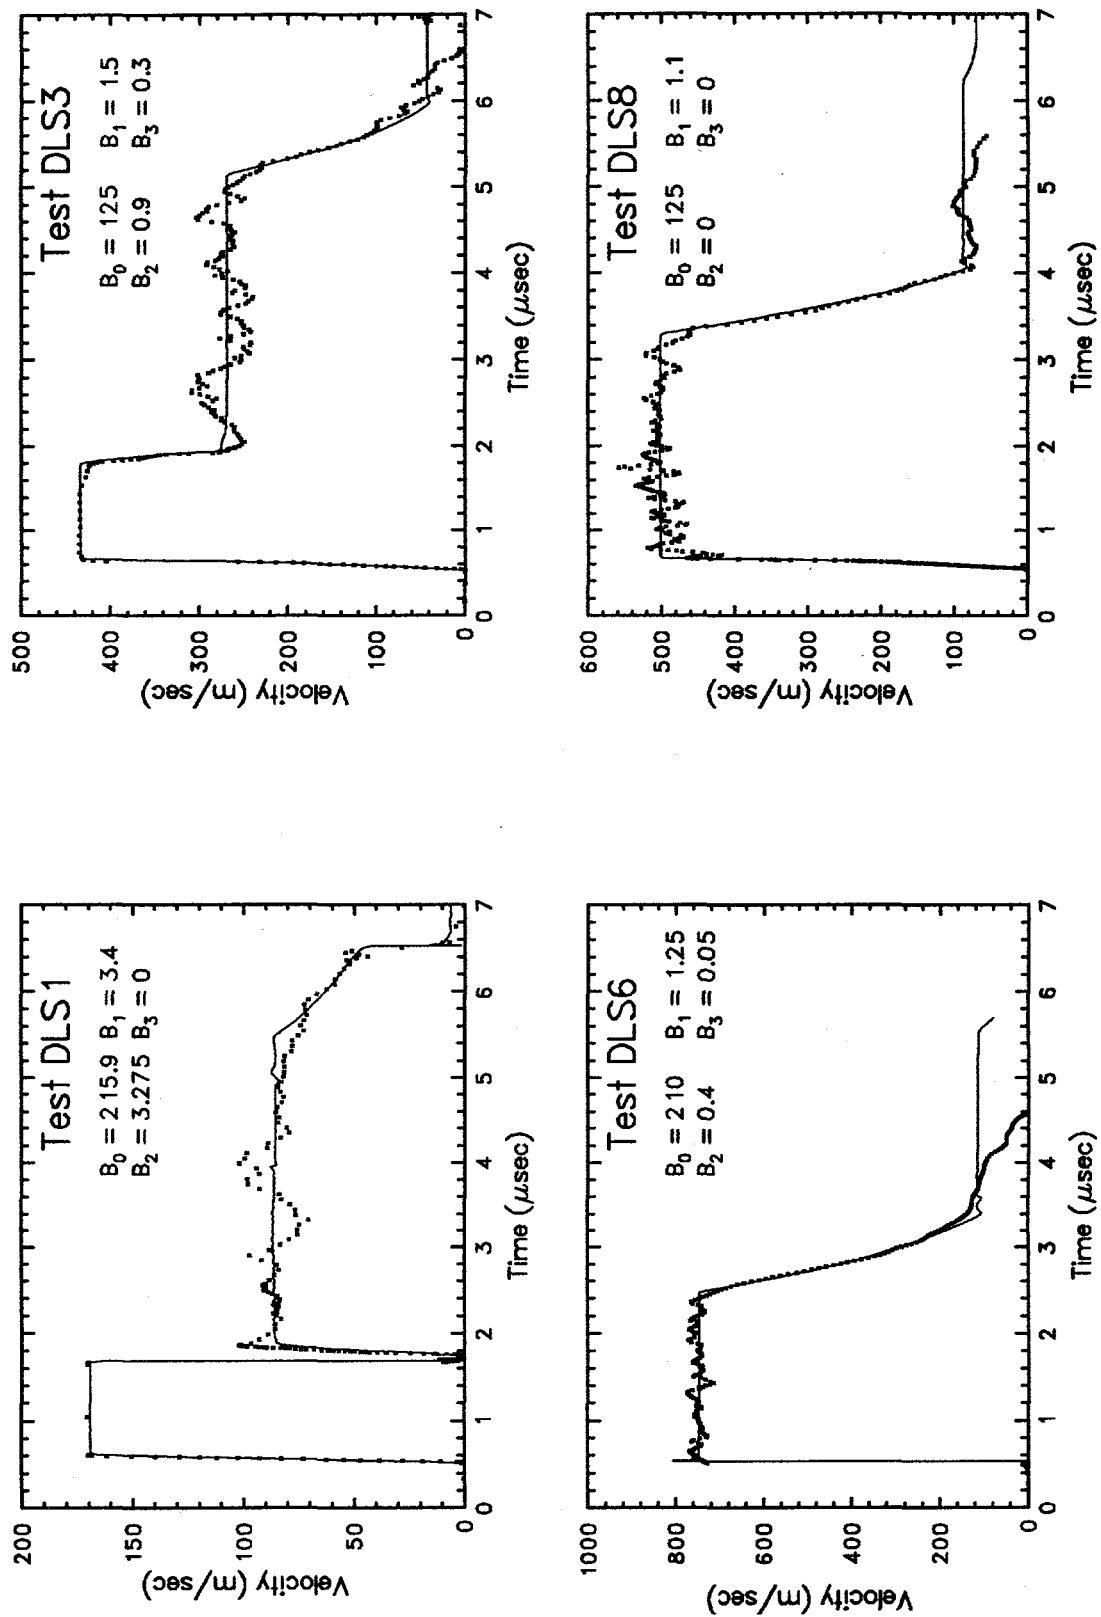 Test DLS1
B0 = 215.9 B1 = 3.4
B2 = 3.275 B3 = 0
Velocity (m/sec)
200
150
100
50
0
0 1 2 3 4 5 6 7
Time (μsec)
Test DLS3
B0 = 125 B1 = 1.5
B2 = 0.9 B3 = 0.3
Velocity (m/sec)
500
400
300
200
100
0
0 1 2 3 4 5 6 7
Time (μsec)
Test DLS6
B0 = 210 B1 = 1.25
B2 = 0.4 B3 = 0.05
Velocity (m/sec)
1000
800
600
400
200
0
0 1 2 3 4 5 6 7
Time (μsec)
Test DLS8
B0 = 125 B1 = 1.1
B2 = 0 B3 = 0
Velocity (m/sec)
600
500
400
300
200
100
0
0 1 2 3 4 5 6 7
Time (μsec)